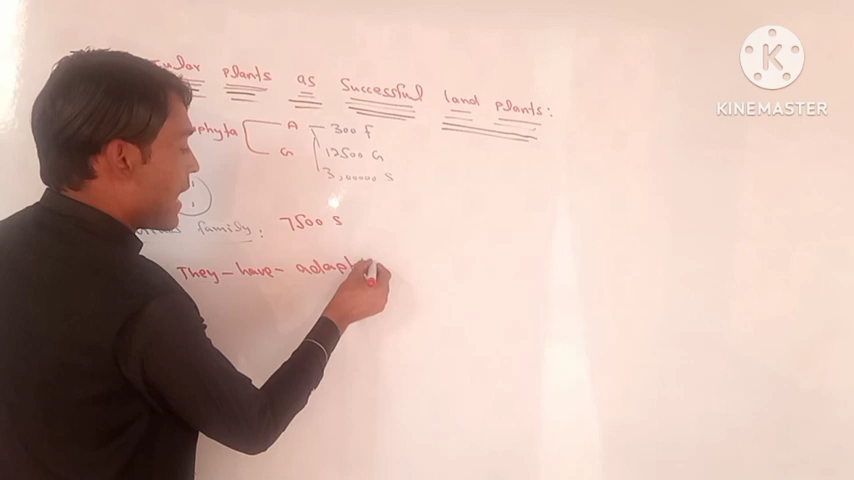 plants as Successful land plants:
phyta A 300 f
G 12500 G
3,00000 S
family: 7500 S
They - have - adapt
K
KINEMASTER